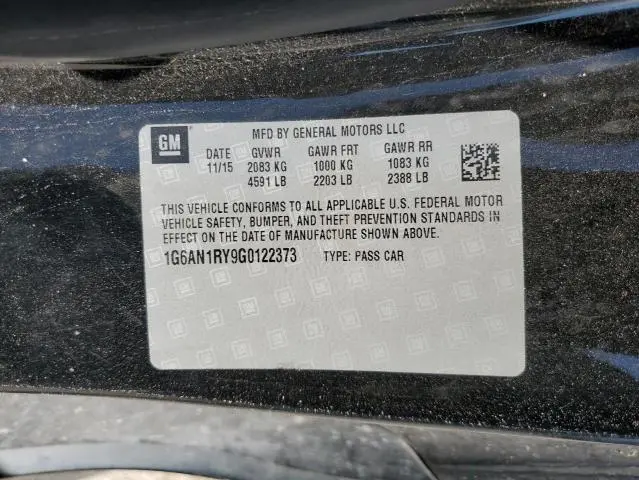 MFD BY GENERAL MOTORS LLC
GM
DATE GVWR GAWR FRT GAWR RR
11/15 2083 KG 1000 KG 1083 KG
4591 LB 2203 LB 2388 LB
THIS VEHICLE CONFORMS TO ALL APPLICABLE U.S. FEDERAL MOTOR
VEHICLE SAFETY, BUMPER, AND THEFT PREVENTION STANDARDS IN
EFFECT ON THE DATE OF MANUFACTURE SHOWN ABOVE.
1G6AN1RY9G0122373 TYPE: PASS CAR